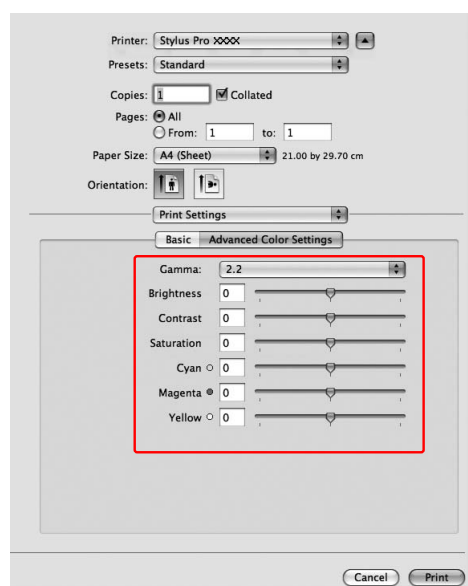 Printer: Stylus Pro XXXX
Presets: Standard
Copies: 1 Collated
Pages: All
From: 1 to: 1
Paper Size: A4 (Sheet) 21.00 by 29.70 cm
Orientation:
Print Settings
Basic Advanced Color Settings
Gamma: 2.2
Brightness 0
Contrast 0
Saturation 0
Cyan 0
Magenta 0
Yellow 0
Cancel Print